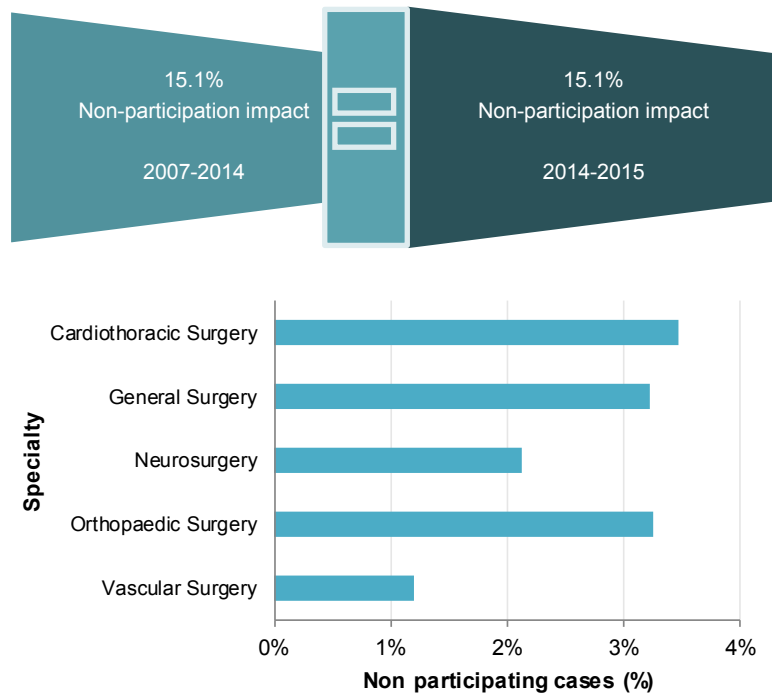 15.1%
Non-participation impact
2007-2014
15.1%
Non-participation impact
2014-2015
Specialty
Cardiothoracic Surgery
General Surgery
Neurosurgery
Orthopaedic Surgery
Vascular Surgery
0% 1% 2% 3% 4%
Non participating cases (%)